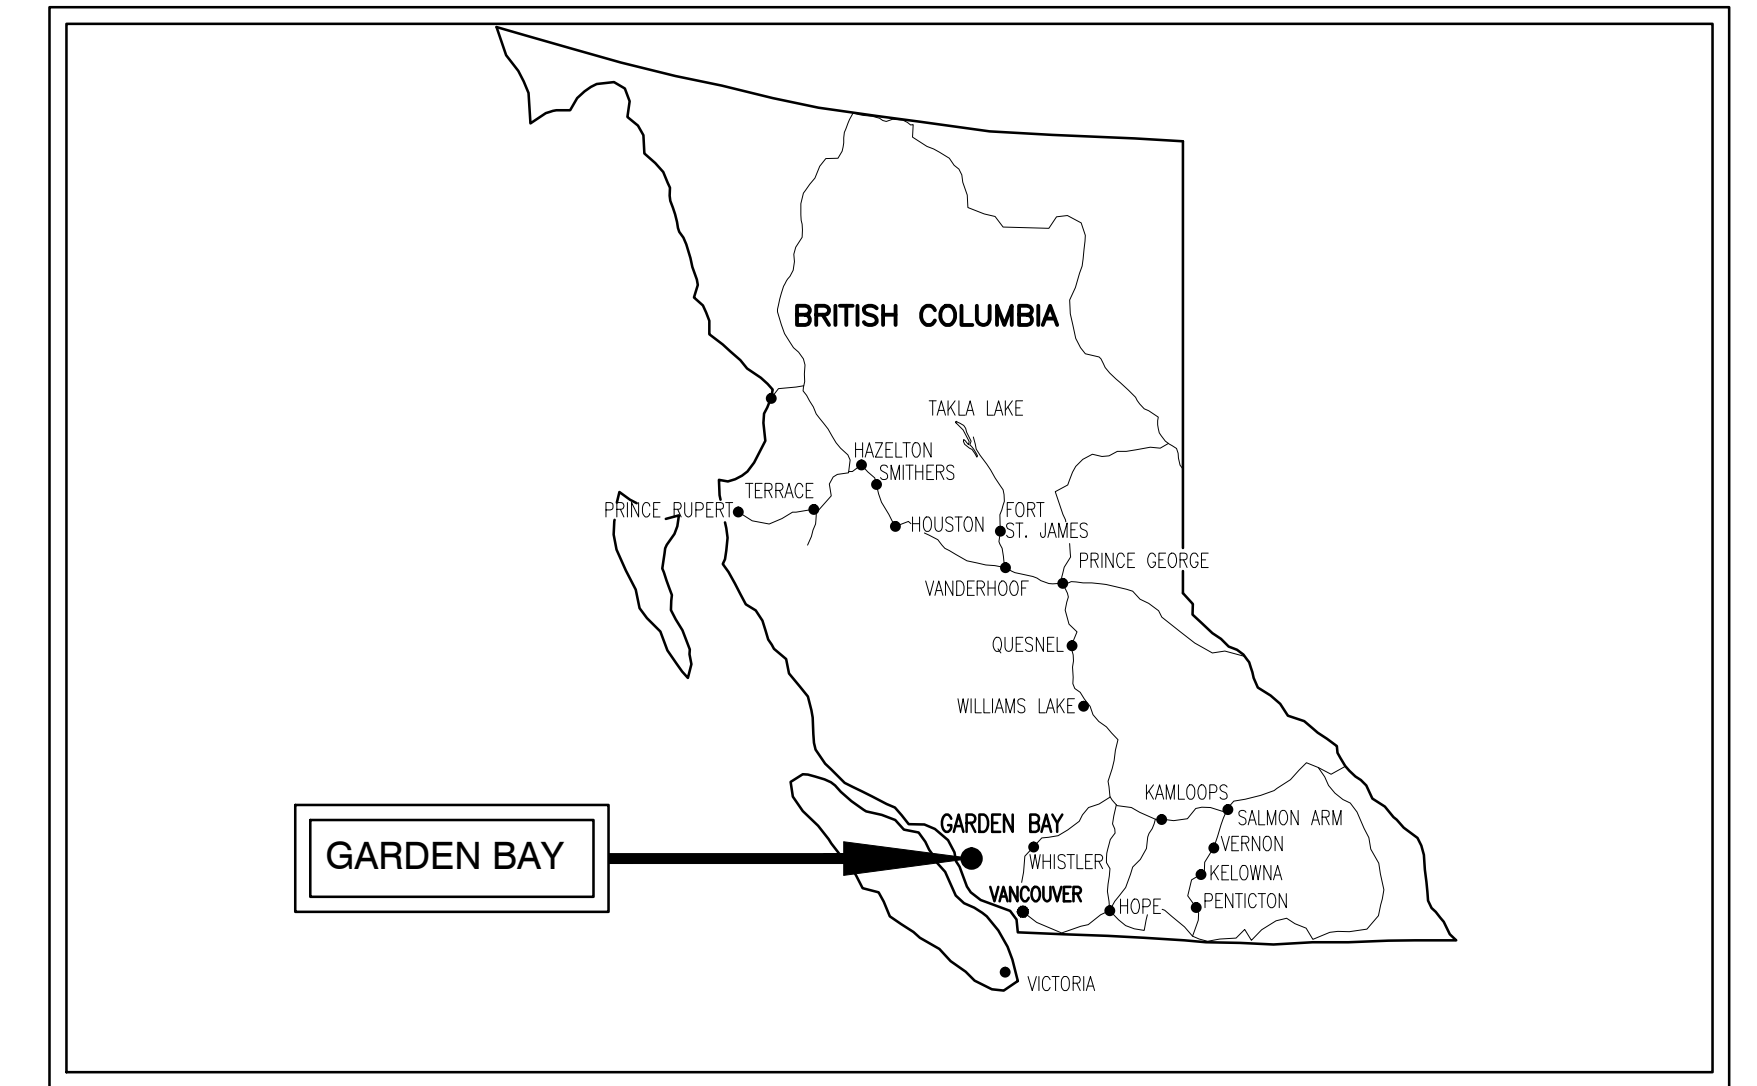 BRITISH COLUMBIA
TAKLA LAKE
HAZELTON
SMITHERS
TERRACE
PRINCE RUPERT
HOUSTON
FORT
ST. JAMES
PRINCE GEORGE
VANDERHOOF
QUESNEL
WILLIAMS LAKE
KAMLOOPS
SALMON ARM
GARDEN BAY
VERNON
GARDEN BAY
WHISTLER
KELOWNA
VANCOUVER
PENTICTON
HOPE
VICTORIA